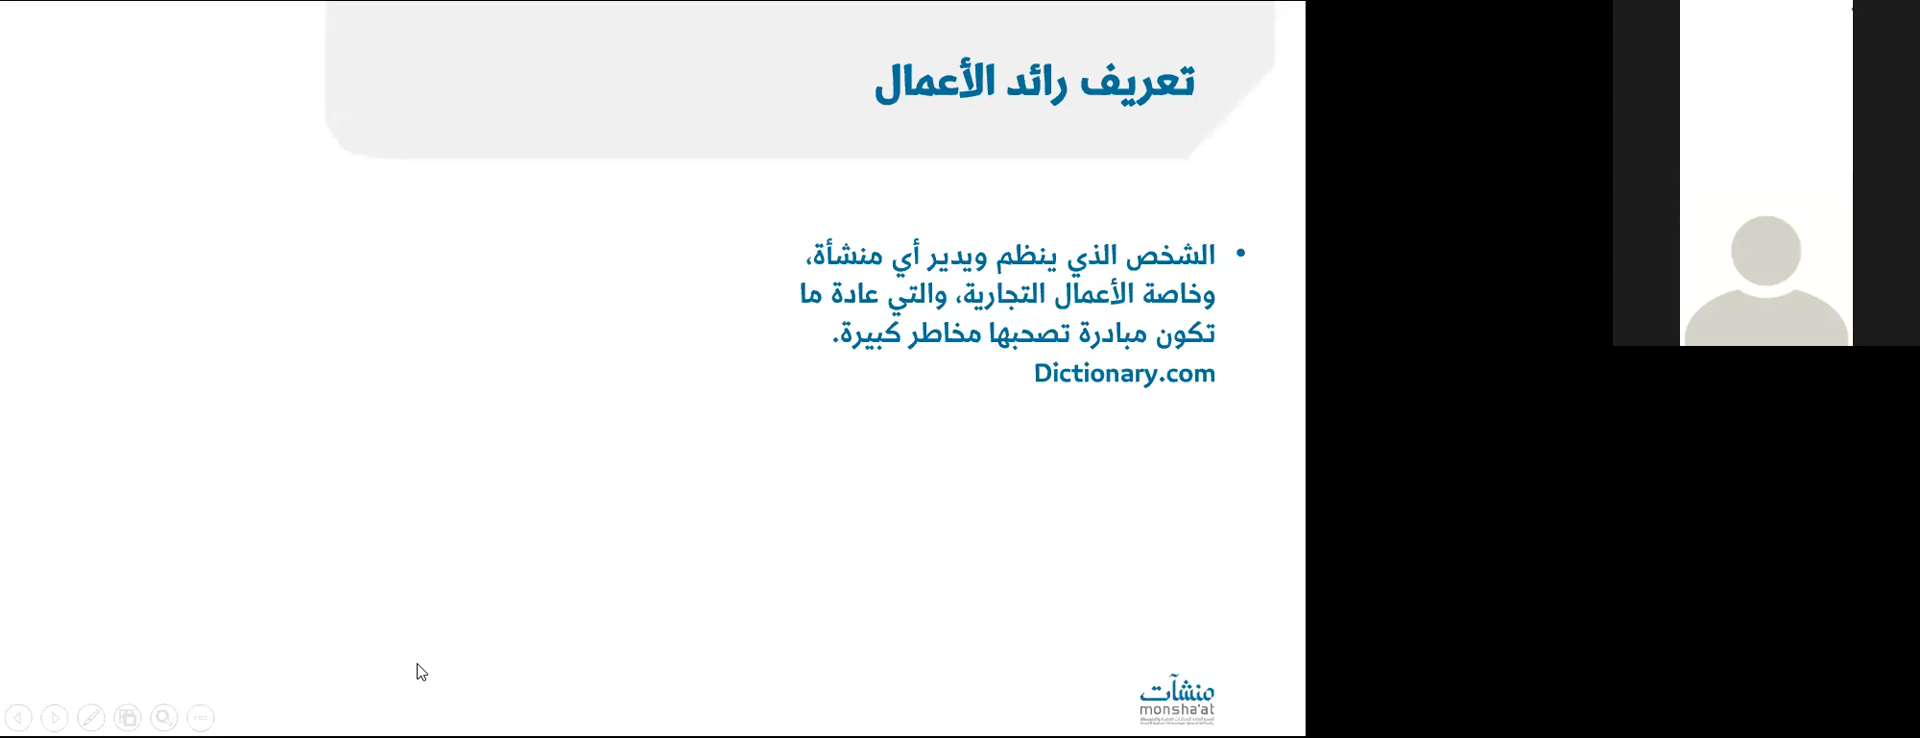 تعريف رائد الأعمال
• الشخص الذي ينظم ويدير أي منشأة،
وخاصة الأعمال التجارية، والتي عادة ما
تكون مبادرة تصحبها مخاطر كبيرة.
Dictionary.com
منشآت
monsha'at